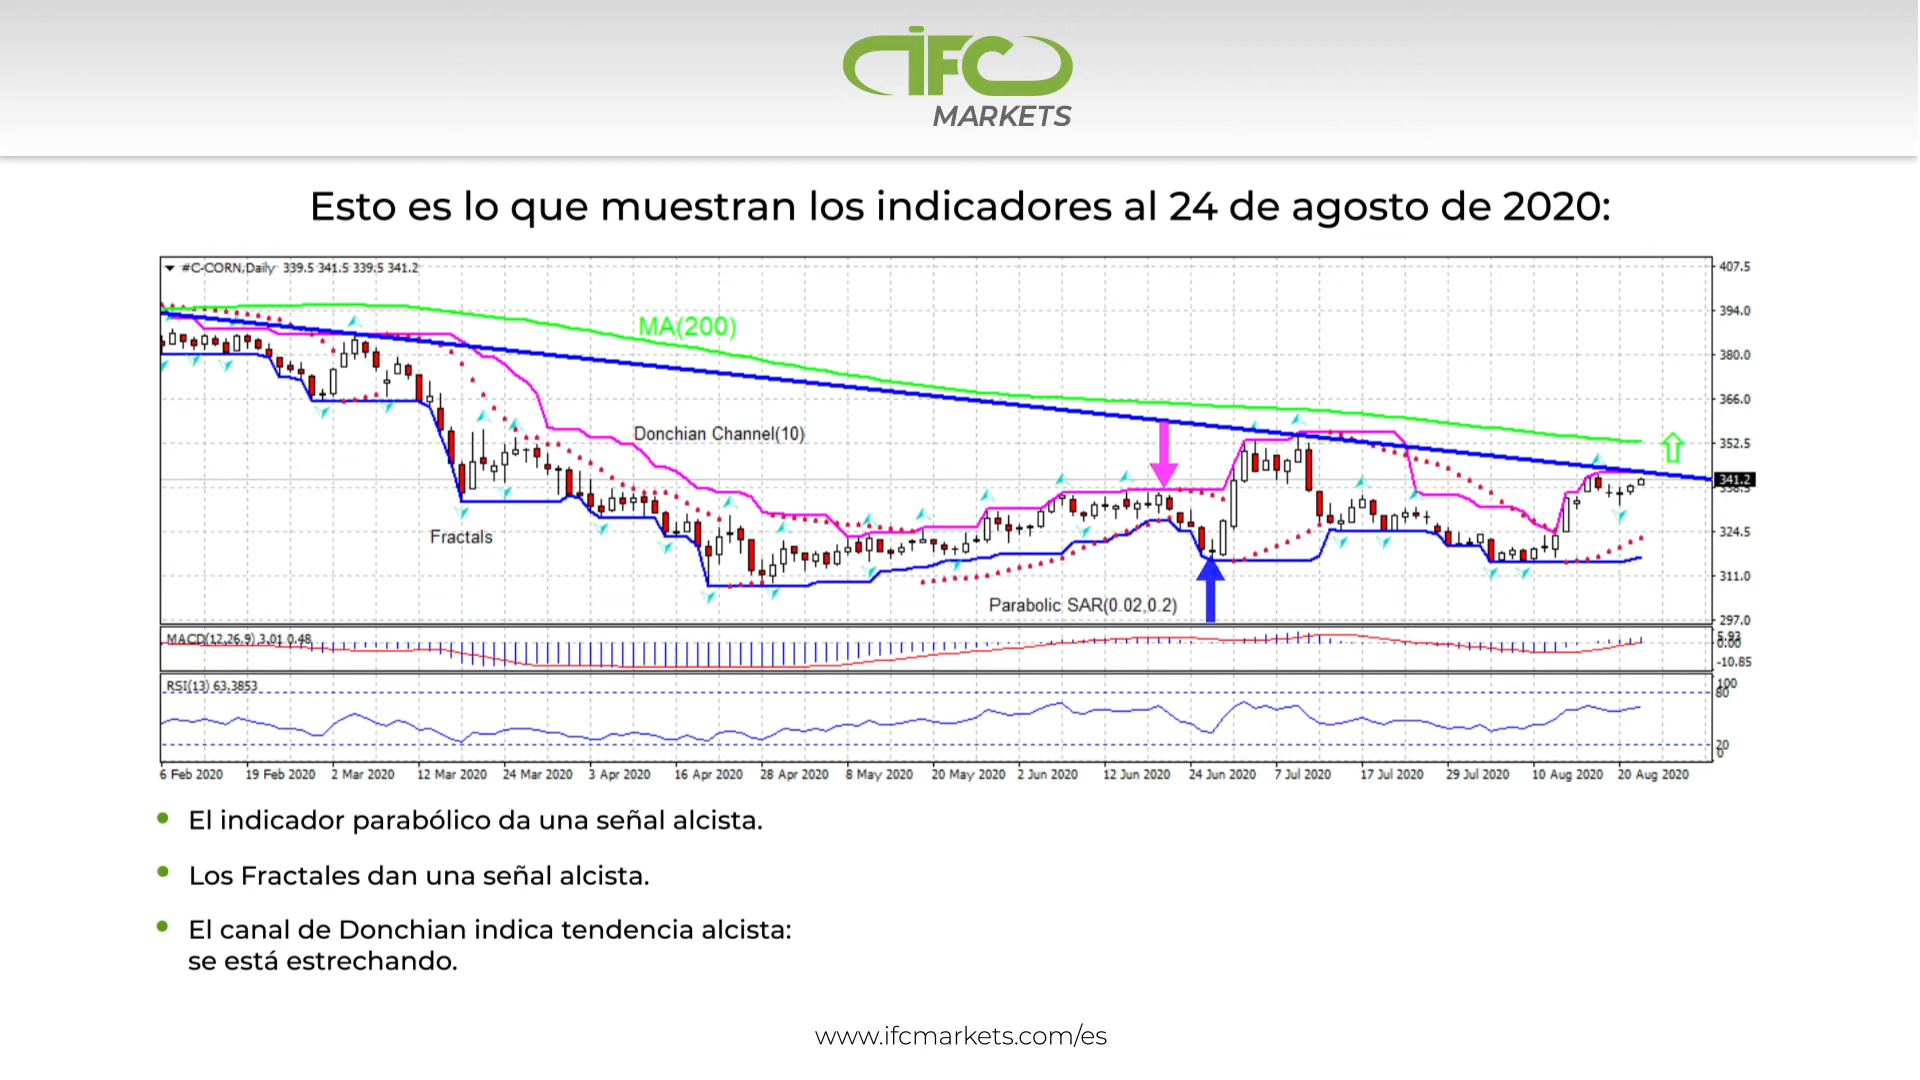 iFC
MARKETS
Esto es lo que muestran los indicadores al 24 de agosto de 2020:
#C-CORN,Daily 339.5 341.5 339.5 341.2
407.5
394.0
MA(200)
380.0
366.0
Donchian Channel(10)
352.5
341.2
338.5
Fractals
324.5
311.0
Parabolic SAR(0.02,0.2)
297.0
MACD(12,26,9) 3.01 0.48
5.93
0.00
-10.85
RSI(13) 63.3853
100
80
20
0
6 Feb 2020 19 Feb 2020 2 Mar 2020 12 Mar 2020 24 Mar 2020 3 Apr 2020 16 Apr 2020 28 Apr 2020 8 May 2020 20 May 2020 2 Jun 2020 12 Jun 2020 24 Jun 2020 7 Jul 2020 17 Jul 2020 29 Jul 2020 10 Aug 2020 20 Aug 2020
El indicador parabólico da una señal alcista.
Los Fractales dan una señal alcista.
El canal de Donchian indica tendencia alcista:
se está estrechando.
www.ifcmarkets.com/es